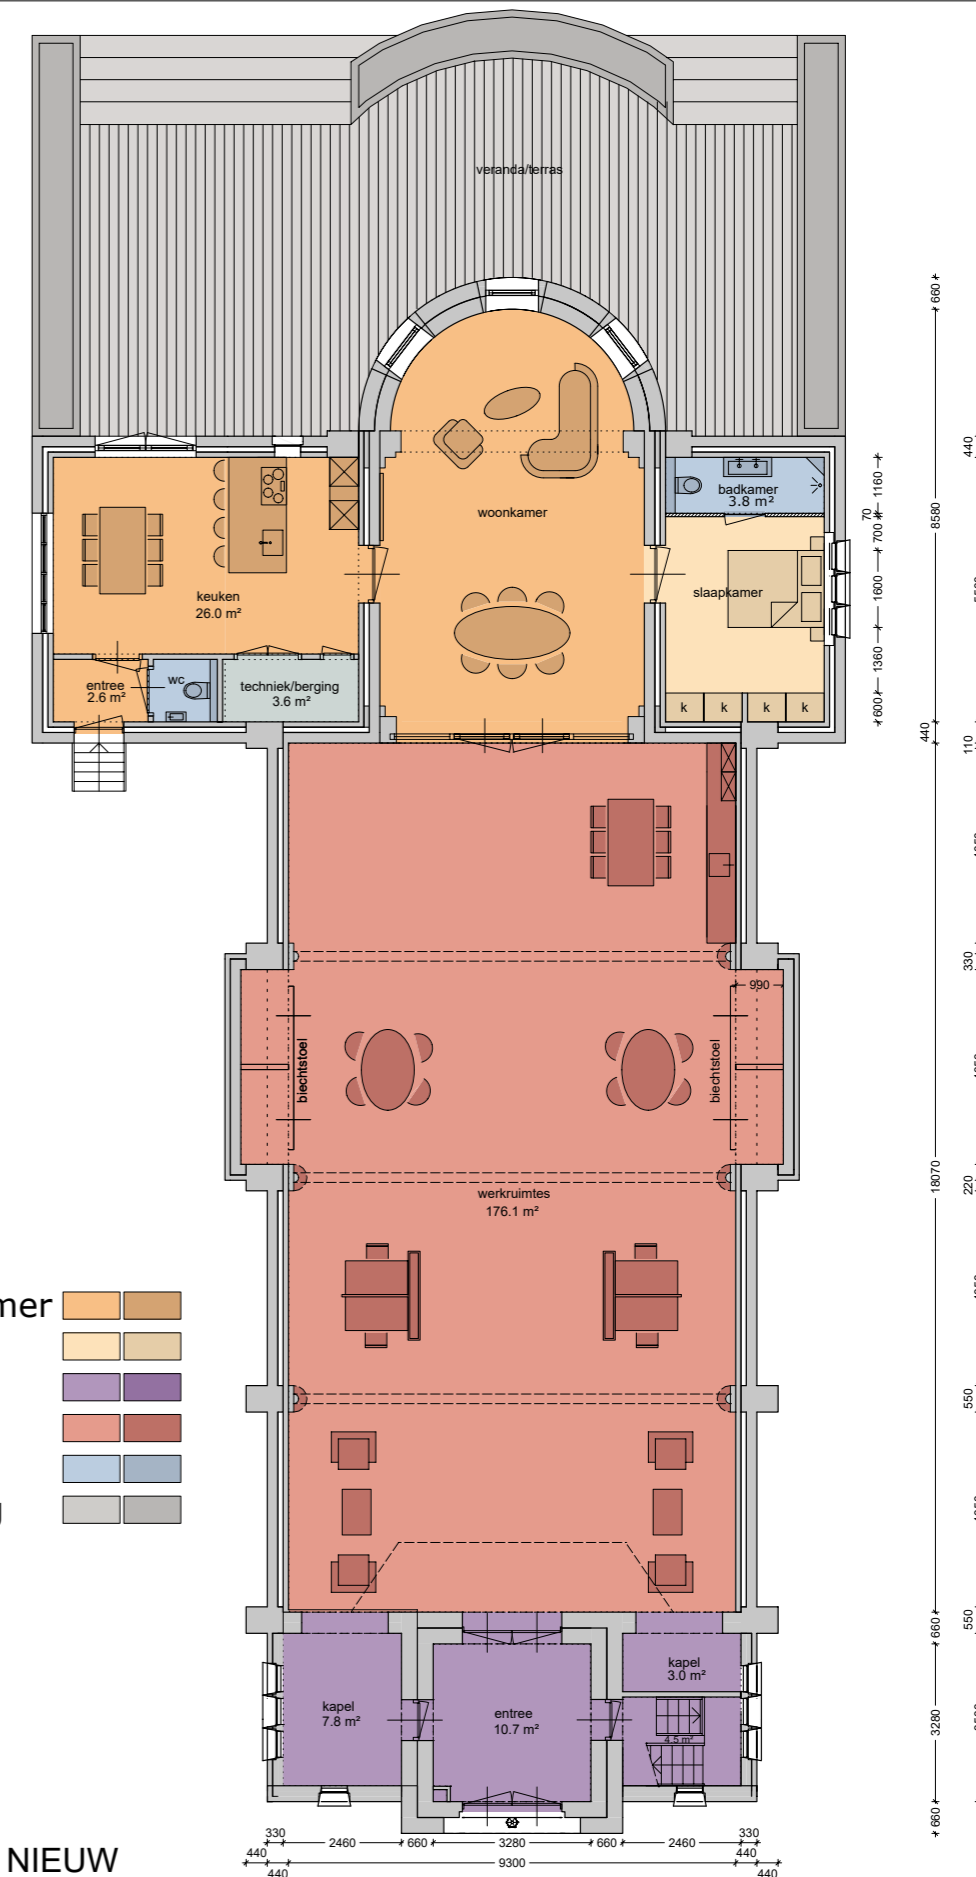 veranda/terras
660
440
8580
woonkamer
badkamer
3.8 m²
1160
70
700
slaapkamer
1600
keuken
26.0 m²
1360
entree
2.6 m²
wc
techniek/berging
3.6 m²
k k k k
600
440
110
330
990
biechtstoel
biechtstoel
18070
220
werkruimtes
176.1 m²
mer
550
550
660
kapel
3.0 m²
kapel
7.8 m²
entree
10.7 m²
4.5 m²
3280
660
330 2460 660 3280 660 2460 330
440 9300 440
440 440
NIEUW